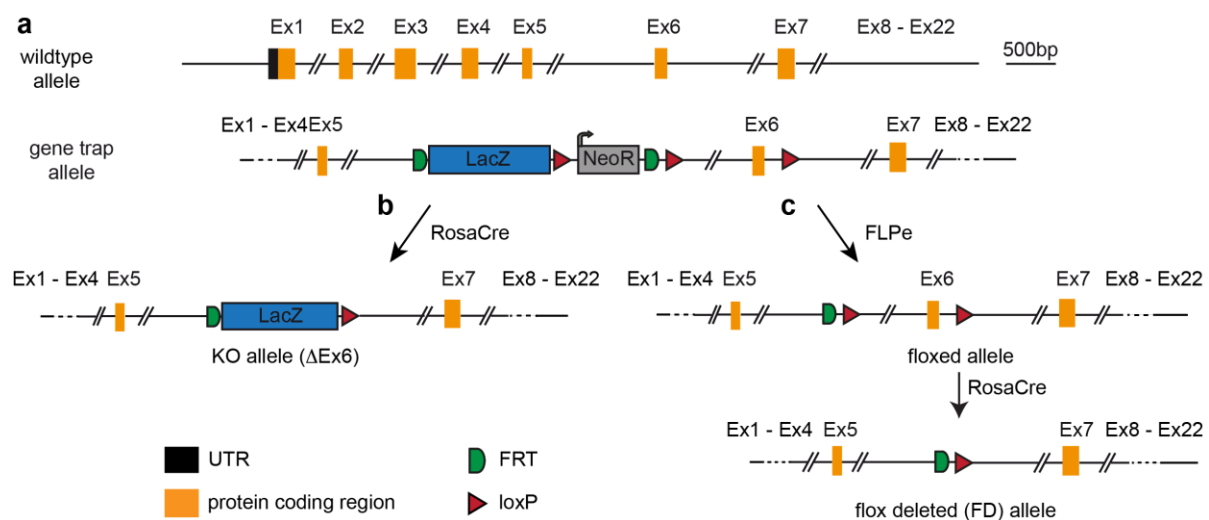 a
Ex1 Ex2 Ex3 Ex4 Ex5 Ex6 Ex7 Ex8 - Ex22
wildtype
allele
500bp
Ex1 - Ex4 Ex5 Ex6 Ex7 Ex8 - Ex22
gene trap
allele
LacZ NeoR
b c
RosaCre FLPe
Ex1 - Ex4 Ex5 Ex7 Ex8 - Ex22 Ex1 - Ex4 Ex5 Ex6 Ex7 Ex8 - Ex22
LacZ
KO allele (ΔEx6) floxed allele
RosaCre
Ex1 - Ex4 Ex5 Ex7 Ex8 - Ex22
UTR FRT
protein coding region loxP
flox deleted (FD) allele